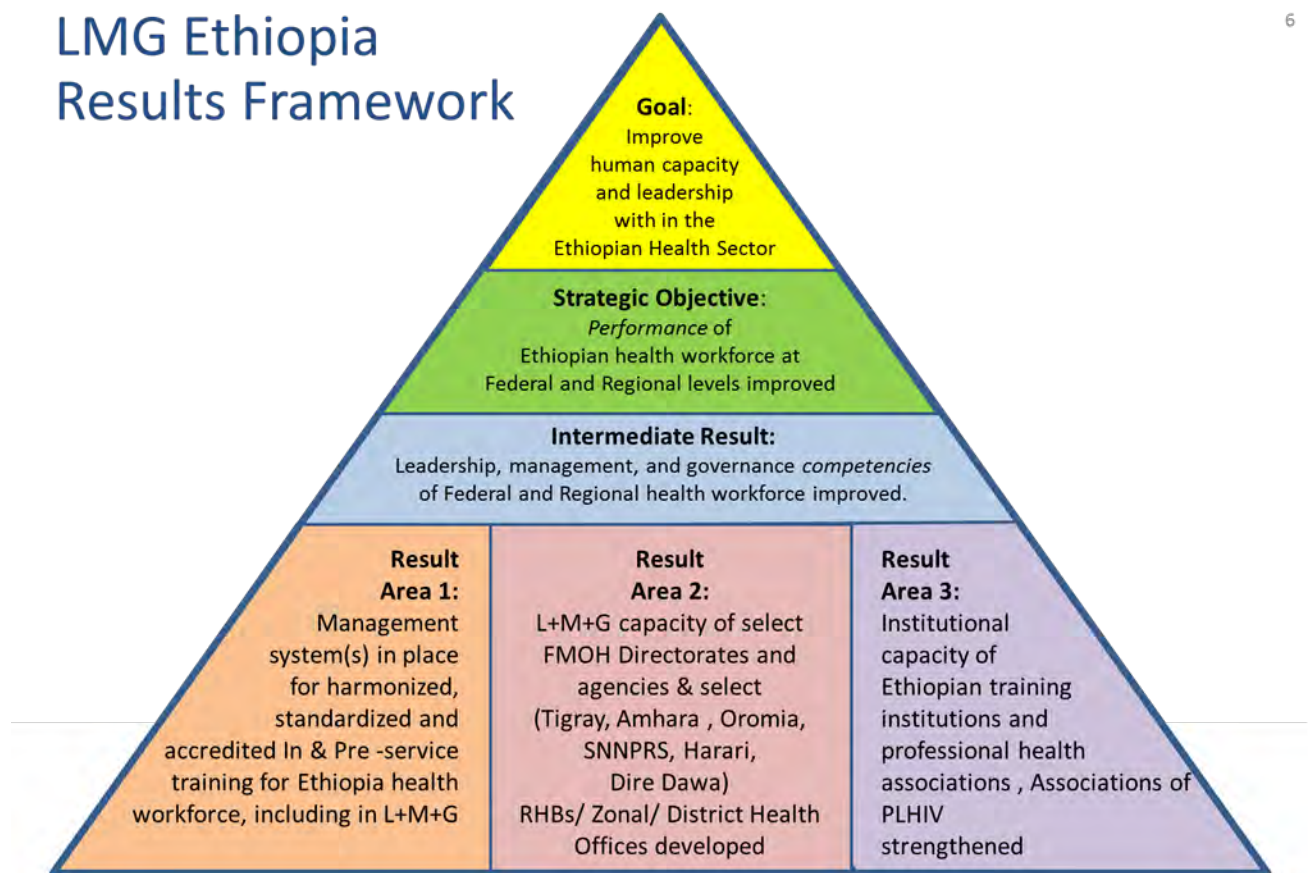 LMG Ethiopia
Results Framework
6
Goal:
Improve
human capacity
and leadership
with in the
Ethiopian Health Sector
Strategic Objective:
Performance of
Ethiopian health workforce at
Federal and Regional levels improved
Intermediate Result:
Leadership, management, and governance competencies
of Federal and Regional health workforce improved.
Result
Area 1:
Management
system(s) in place
for harmonized,
standardized and
accredited In & Pre -service
training for Ethiopia health
workforce, including in L+M+G
Result
Area 2:
L+M+G capacity of select
FMOH Directorates and
agencies & select
(Tigray, Amhara , Oromia,
SNNPRS, Harari,
Dire Dawa)
RHBs/ Zonal/ District Health
Offices developed
Result
Area 3:
Institutional
capacity of
Ethiopian training
institutions and
professional health
associations , Associations of
PLHIV
strengthened